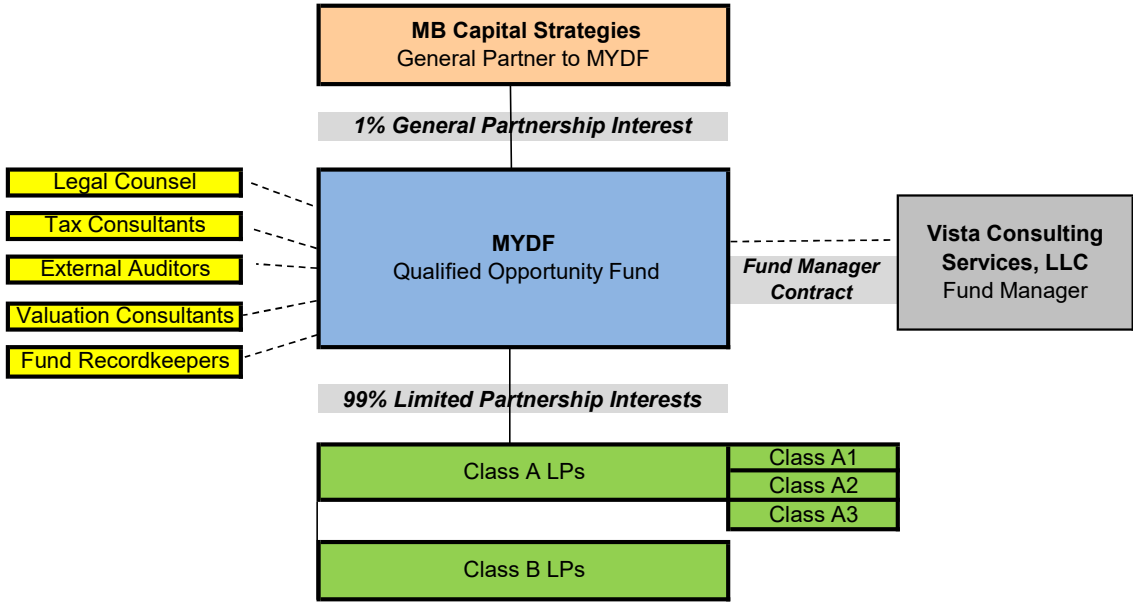 MB Capital Strategies
General Partner to MYDF
1% General Partnership Interest
Legal Counsel
Tax Consultants
External Auditors
Valuation Consultants
Fund Recordkeepers
MYDF
Qualified Opportunity Fund
Fund Manager
Contract
Vista Consulting
Services, LLC
Fund Manager
99% Limited Partnership Interests
Class A LPs
Class A1
Class A2
Class A3
Class B LPs